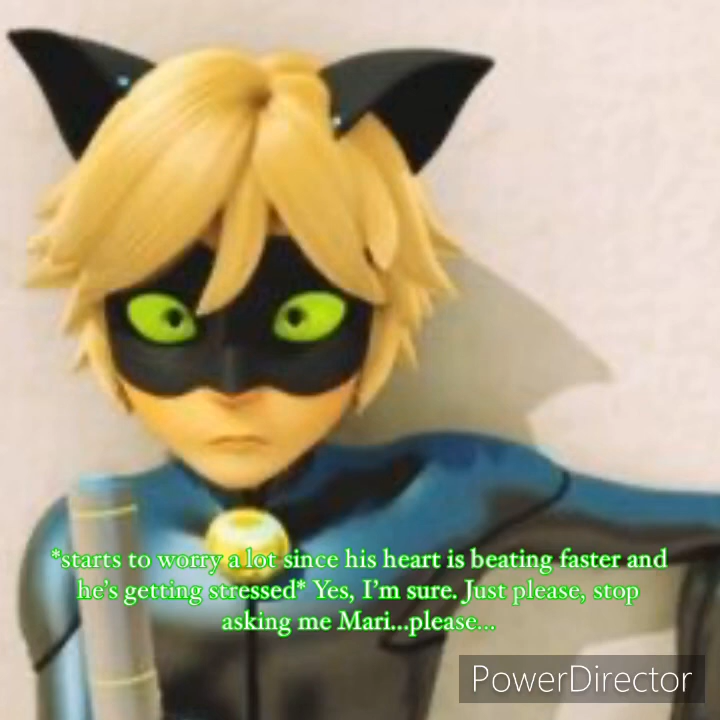 *starts to worry a lot since his heart is beating faster and
he’s getting stressed* Yes, I’m sure. Just please, stop
asking me Mari...please...
PowerDirector